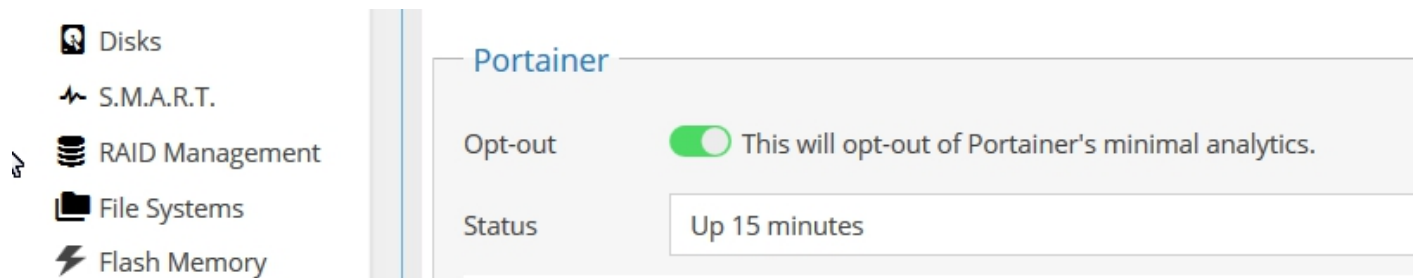 Disks
S.M.A.R.T.
RAID Management
File Systems
Flash Memory
Portainer
Opt-out This will opt-out of Portainer's minimal analytics.
Status Up 15 minutes